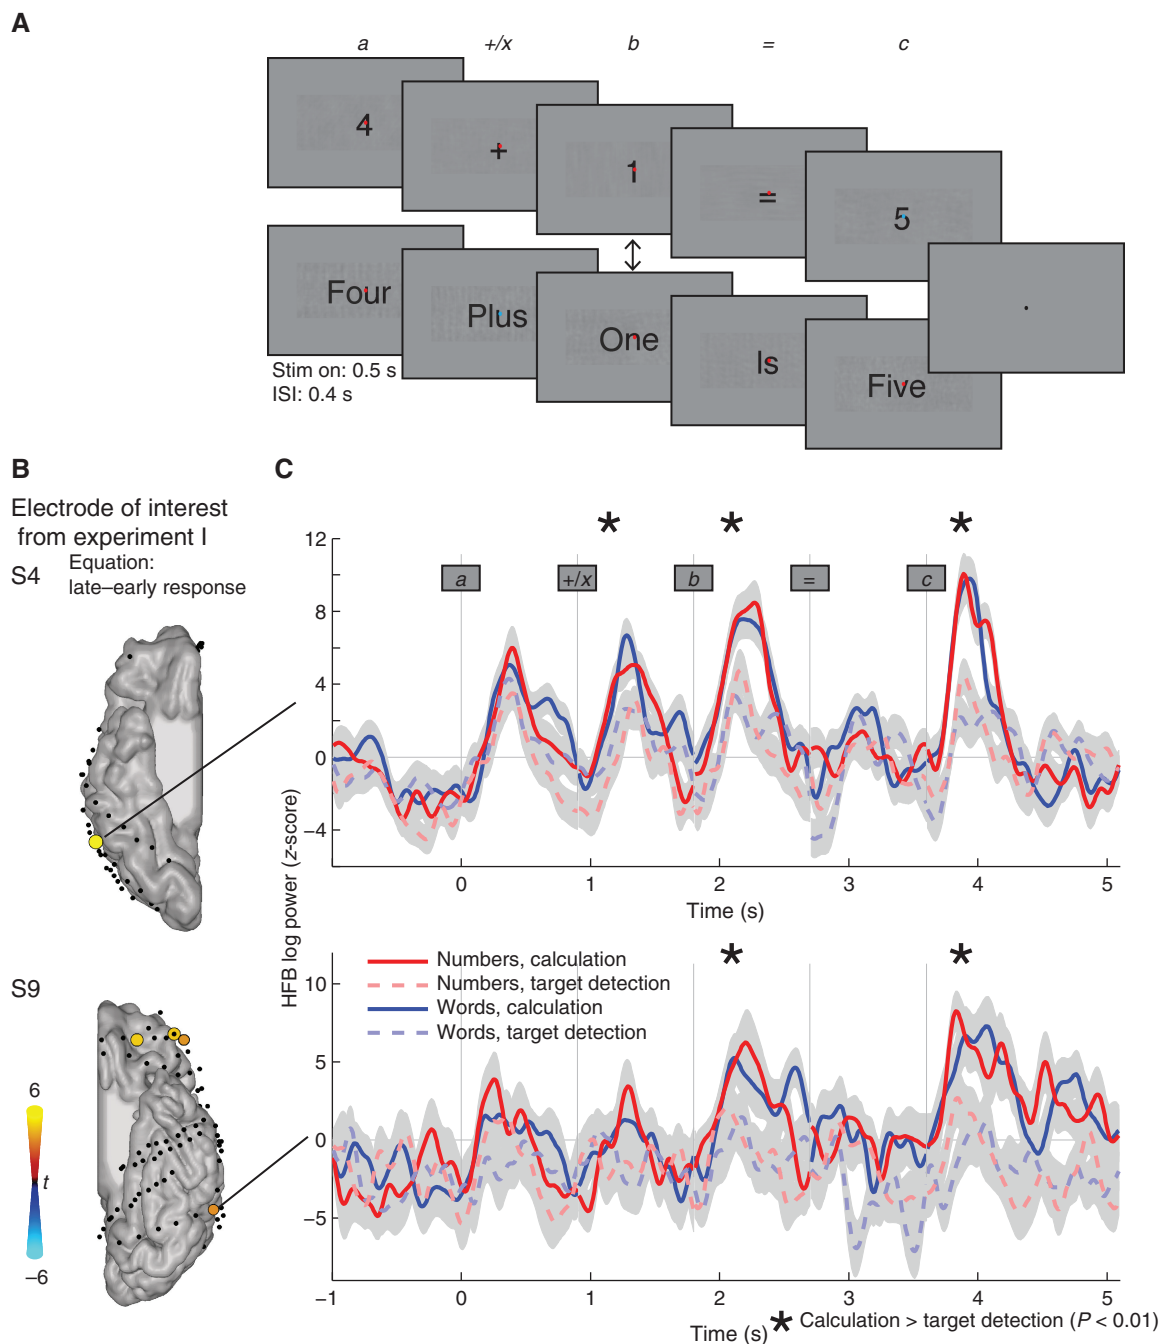 A
a +/x b = c
4
+
1
=
5
Four
Plus
One
Is
Five
Stim on: 0.5 s
ISI: 0.4 s
B
Electrode of interest
from experiment I
S4
Equation:
late–early response
S9
6
t
–6
C
HFB log power (z-score)
12
8
4
0
–4
a +/x b = c
0 1 2 3 4 5
Time (s)
Numbers, calculation
Numbers, target detection
Words, calculation
Words, target detection
10
5
0
–5
–1 0 1 2 3 4 5
Time (s)
* Calculation > target detection (P < 0.01)